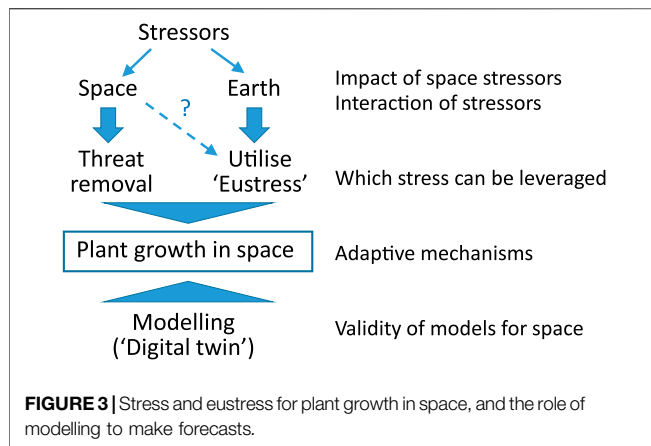 Stressors
Space
Earth
Impact of space stressors
Interaction of stressors
?
Threat
removal
Utilise
‘Eustress’
Which stress can be leveraged
Plant growth in space
Adaptive mechanisms
Modelling
(‘Digital twin’)
Validity of models for space
FIGURE 3 | Stress and eustress for plant growth in space, and the role of
modelling to make forecasts.